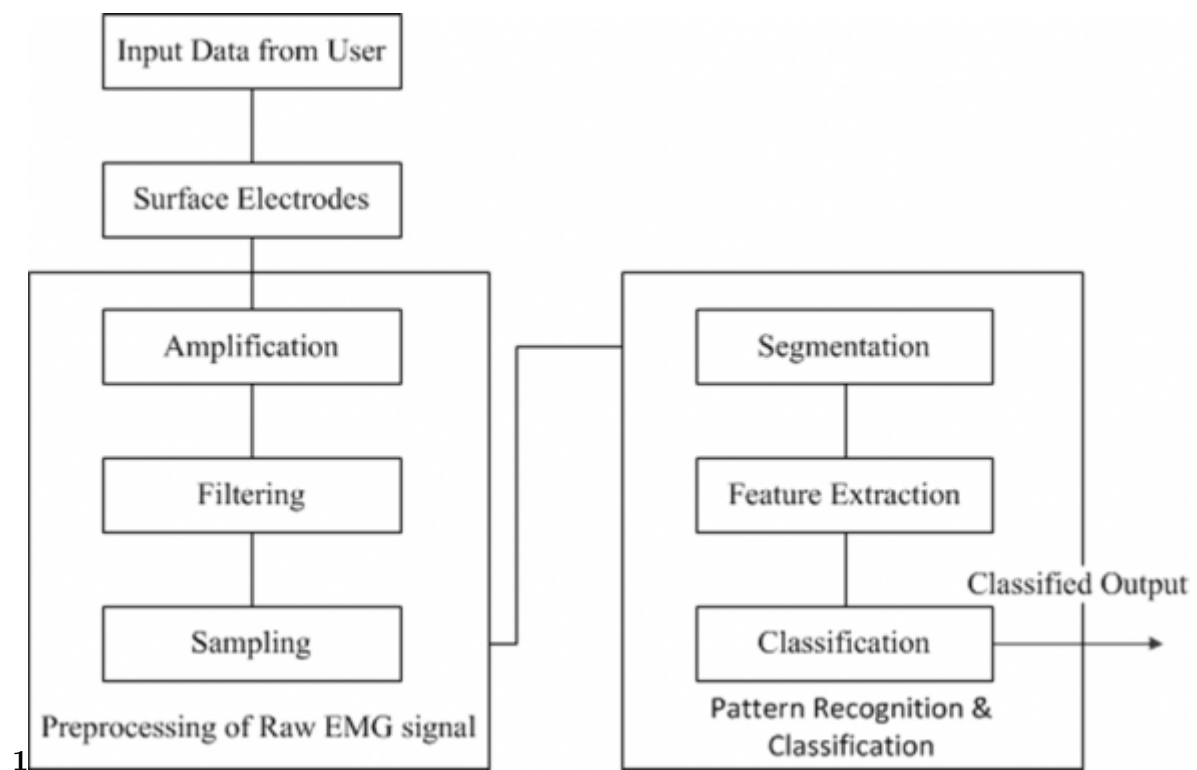 Input Data from User
Surface Electrodes
Amplification
Filtering
Sampling
Preprocessing of Raw EMG signal
Segmentation
Feature Extraction
Classified Output
Classification
Pattern Recognition &
Classification
1